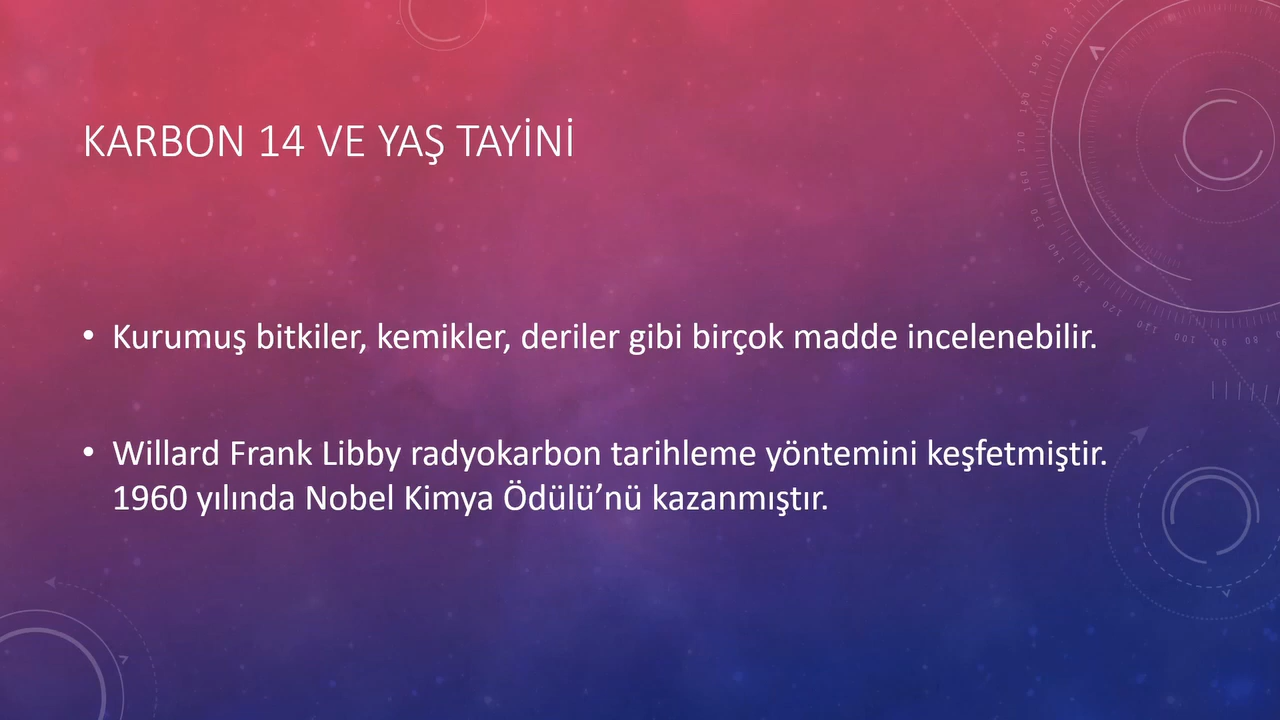 KARBON 14 VE YAŞ TAYİNİ
• Kurumuş bitkiler, kemikler, deriler gibi birçok madde incelenebilir.
• Willard Frank Libby radyokarbon tarihleme yöntemini keşfetmiştir.
1960 yılında Nobel Kimya Ödülü’nü kazanmıştır.